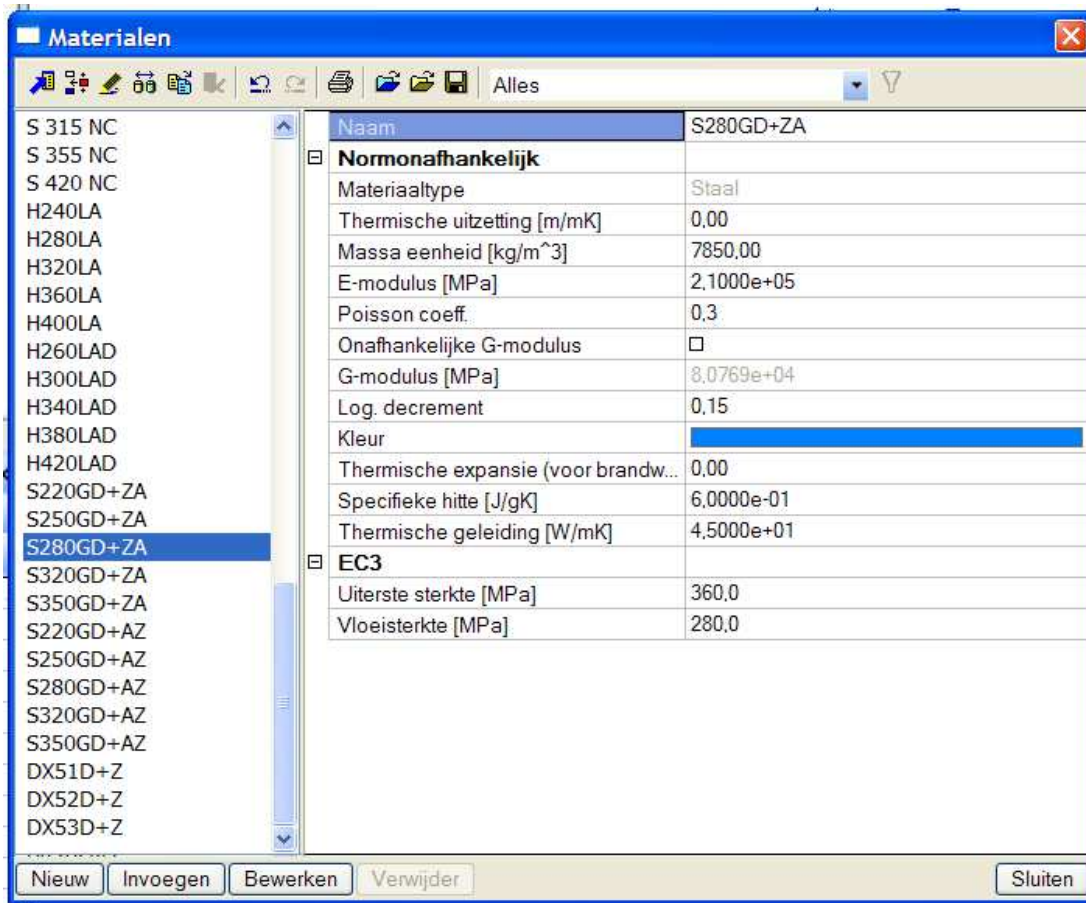 Materialen
Alles
S 315 NC
S 355 NC
S 420 NC
H240LA
H280LA
H320LA
H360LA
H400LA
H260LAD
H300LAD
H340LAD
H380LAD
H420LAD
S220GD+ZA
S250GD+ZA
S280GD+ZA
S320GD+ZA
S350GD+ZA
S220GD+AZ
S250GD+AZ
S280GD+AZ
S320GD+AZ
S350GD+AZ
DX51D+Z
DX52D+Z
DX53D+Z
Naam S280GD+ZA
Normonafhankelijk
Materiaaltype Staal
Thermische uitzetting [m/mK] 0,00
Massa eenheid [kg/m^3] 7850,00
E-modulus [MPa] 2,1000e+05
Poisson coeff. 0,3
Onafhankelijke G-modulus
G-modulus [MPa] 8,0769e+04
Log. decrement 0,15
Kleur
Thermische expansie (voor brandw... 0,00
Specifieke hitte [J/gK] 6,0000e-01
Thermische geleiding [W/mK] 4,5000e+01
EC3
Uiterste sterkte [MPa] 360,0
Vloeisterkte [MPa] 280,0
Nieuw Invoegen Bewerken Verwijder Sluiten